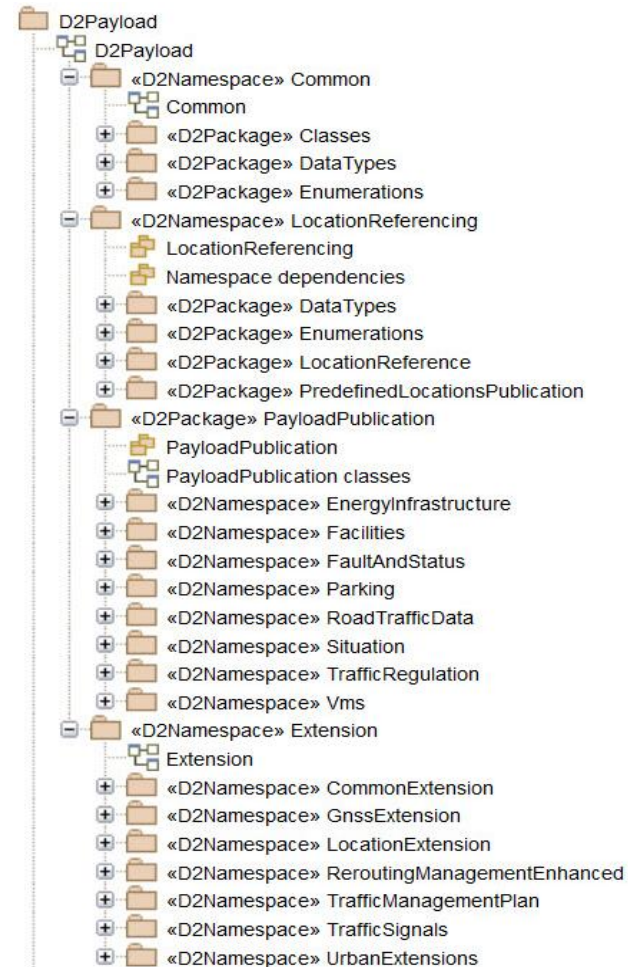 D2Payload
D2Payload
«D2Namespace» Common
Common
«D2Package» Classes
«D2Package» DataTypes
«D2Package» Enumerations
«D2Namespace» LocationReferencing
LocationReferencing
Namespace dependencies
«D2Package» DataTypes
«D2Package» Enumerations
«D2Package» LocationReference
«D2Package» PredefinedLocationsPublication
«D2Package» PayloadPublication
PayloadPublication
PayloadPublication classes
«D2Namespace» EnergyInfrastructure
«D2Namespace» Facilities
«D2Namespace» FaultAndStatus
«D2Namespace» Parking
«D2Namespace» RoadTrafficData
«D2Namespace» Situation
«D2Namespace» TrafficRegulation
«D2Namespace» Vms
«D2Namespace» Extension
Extension
«D2Namespace» CommonExtension
«D2Namespace» GnssExtension
«D2Namespace» LocationExtension
«D2Namespace» ReroutingManagementEnhanced
«D2Namespace» TrafficManagementPlan
«D2Namespace» TrafficSignals
«D2Namespace» UrbanExtensions